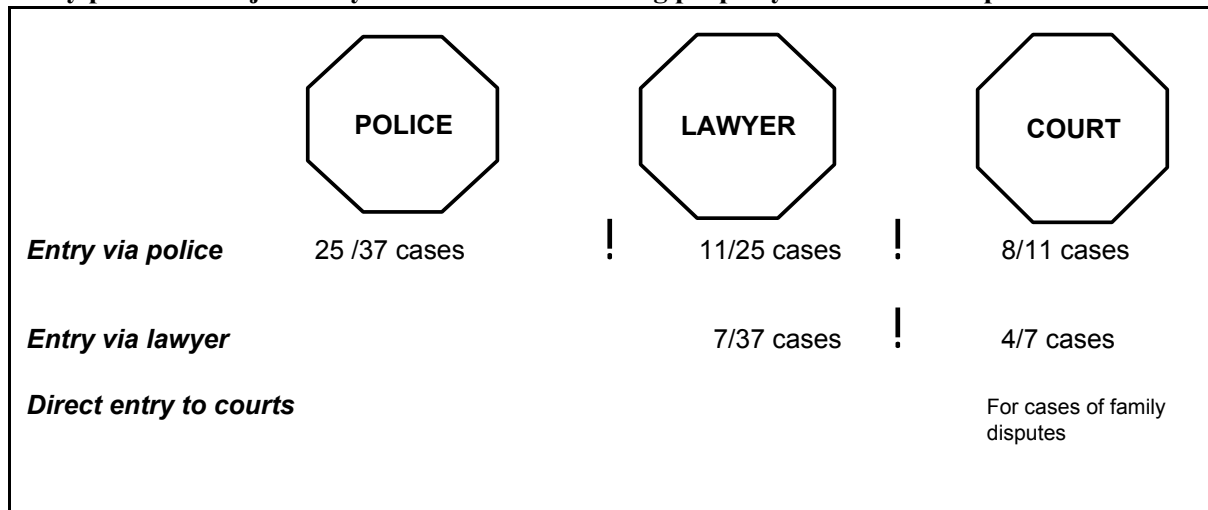 POLICE LAWYER COURT
Entry via police 25 /37 cases ! 11/25 cases ! 8/11 cases
Entry via lawyer 7/37 cases ! 4/7 cases
Direct entry to courts For cases of family
disputes